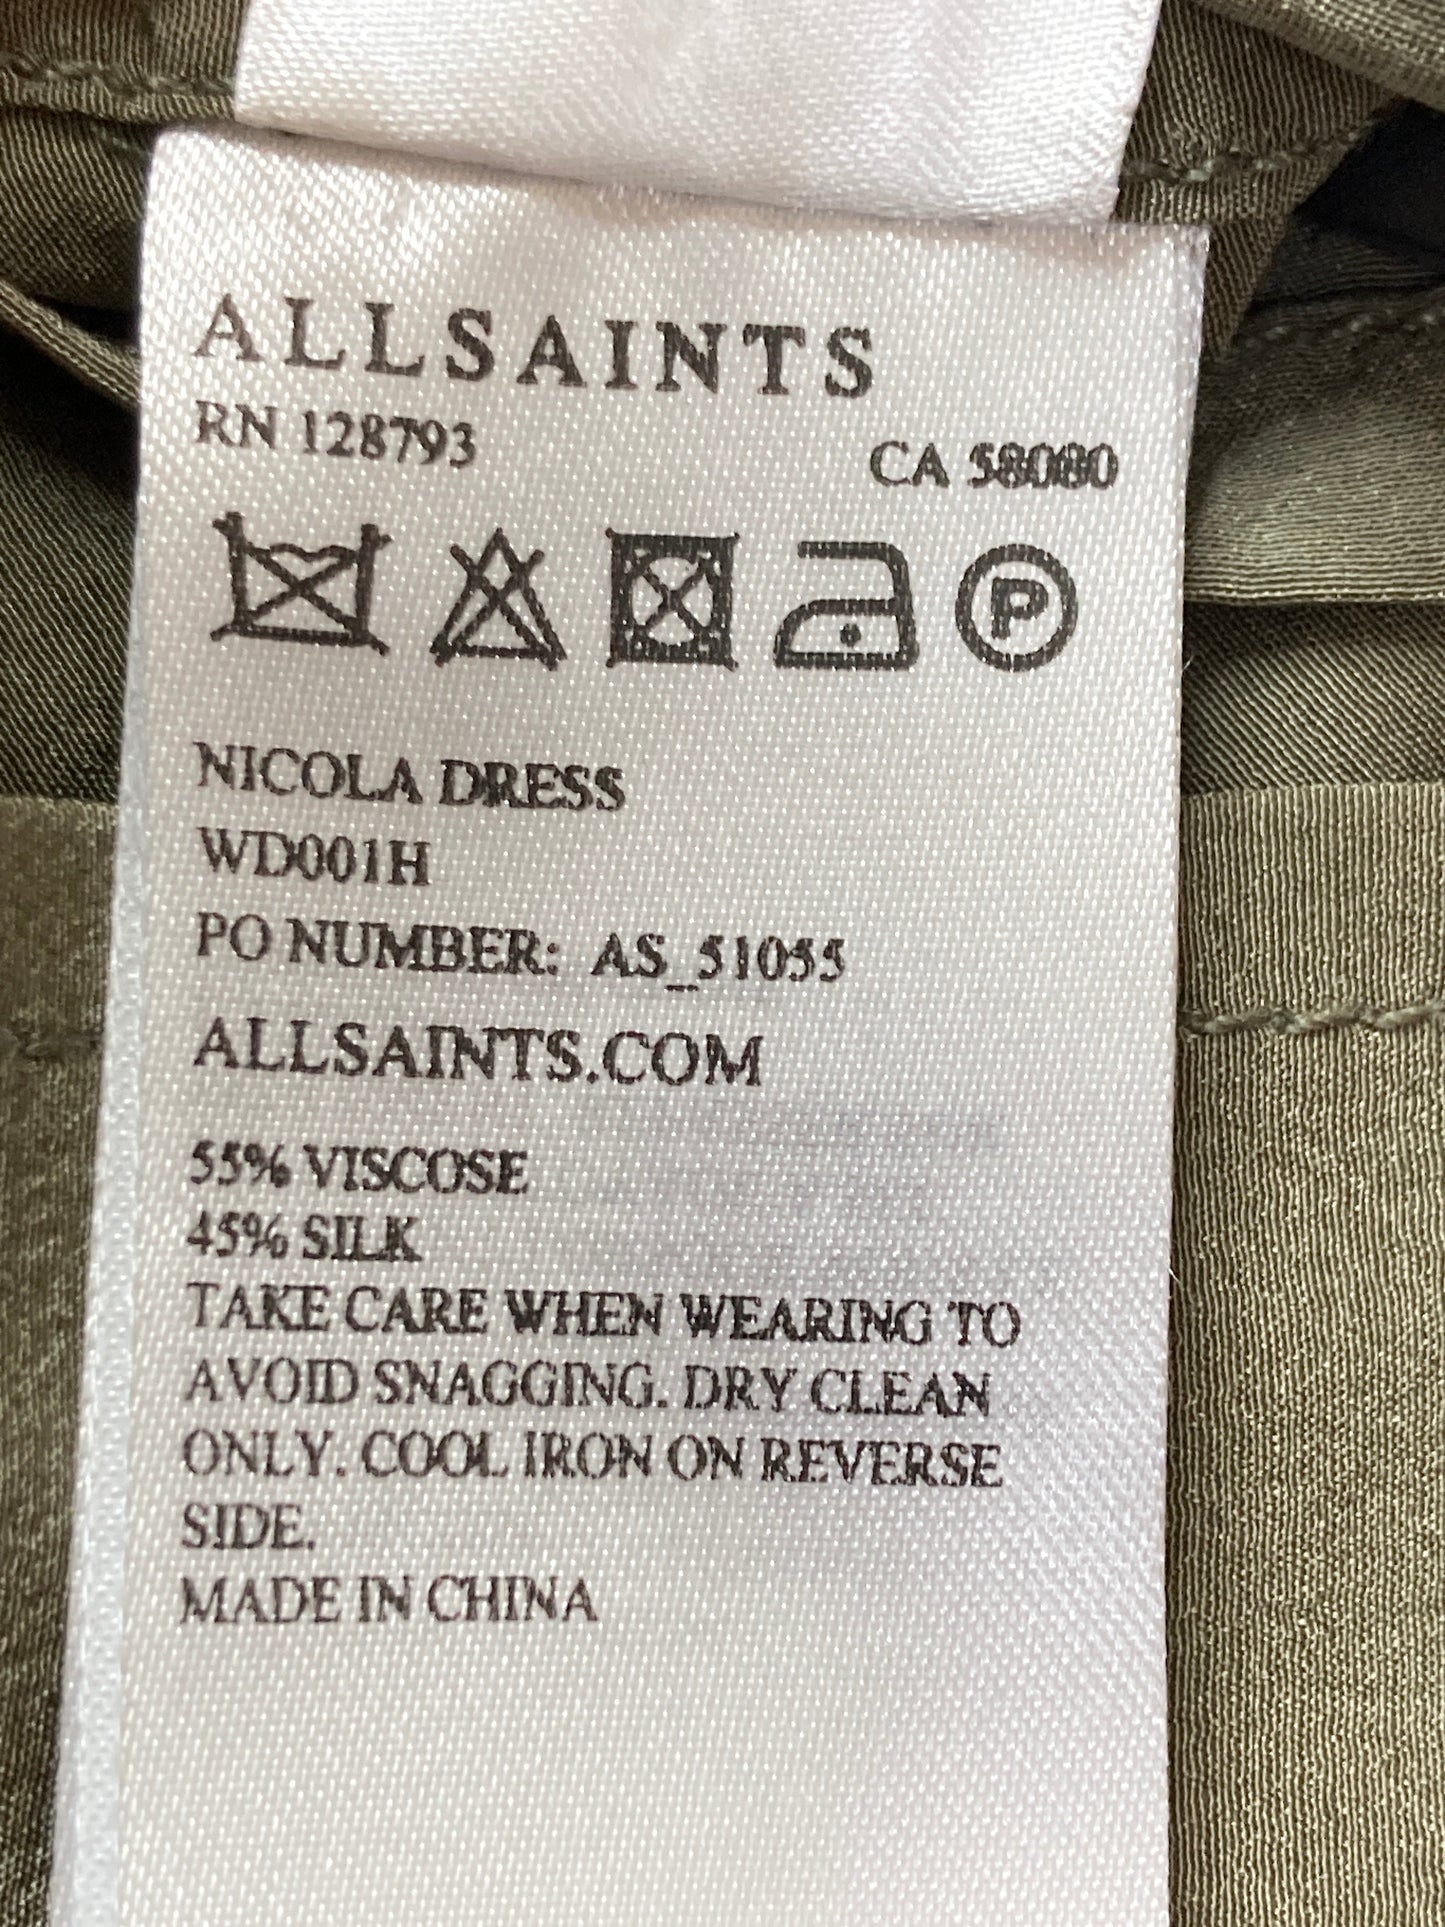 ALLSAINTS
RN 128793 CA 58080
P
NICOLA DRESS
WD001H
PO NUMBER: AS_51055
ALLSAINTS.COM
55% VISCOSE
45% SILK
TAKE CARE WHEN WEARING TO
AVOID SNAGGING. DRY CLEAN
ONLY. COOL IRON ON REVERSE
SIDE.
MADE IN CHINA